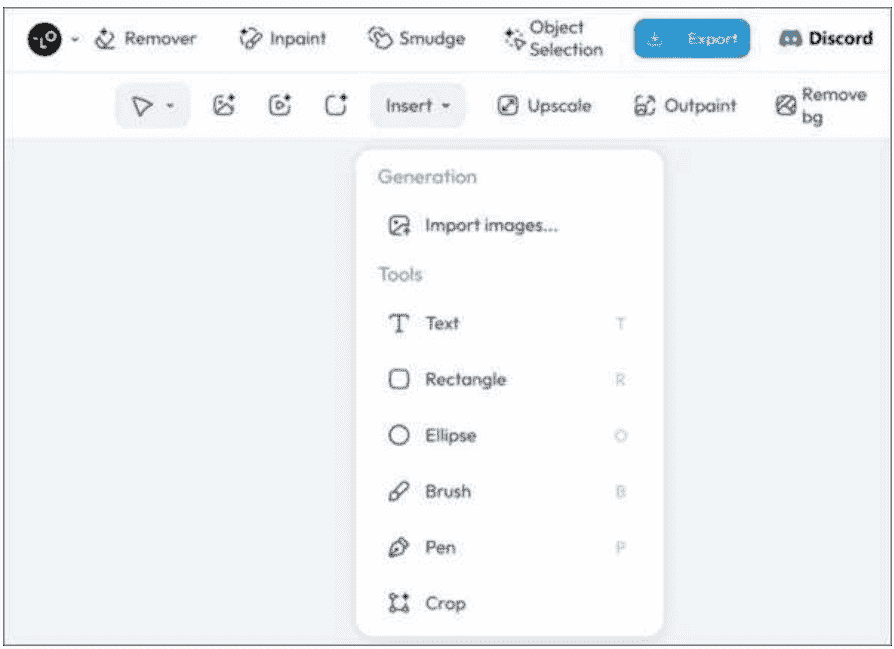 Remover Inpaint Smudge Object Selection Export Discord
Insert Upscale Outpaint Remove bg
Generation
Import images...
Tools
Text T
Rectangle R
Ellipse O
Brush B
Pen P
Crop